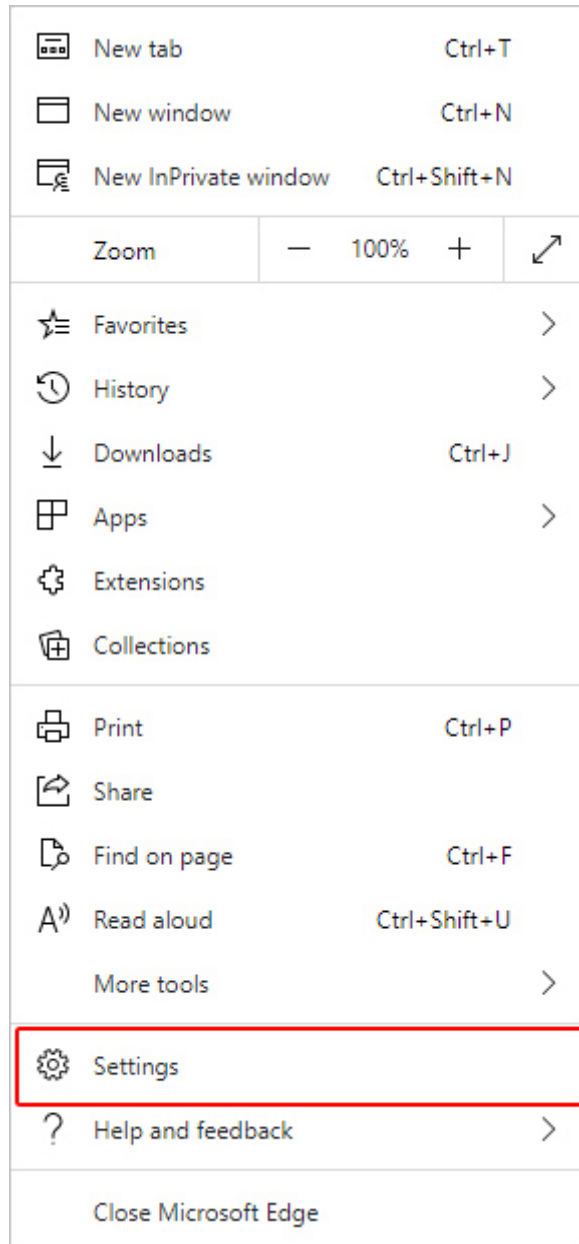 New tab Ctrl+T
New window Ctrl+N
New InPrivate window Ctrl+Shift+N
Zoom — 100% +
Favorites
History
Downloads Ctrl+J
Apps
Extensions
Collections
Print Ctrl+P
Share
Find on page Ctrl+F
Read aloud Ctrl+Shift+U
More tools
Settings
Help and feedback
Close Microsoft Edge